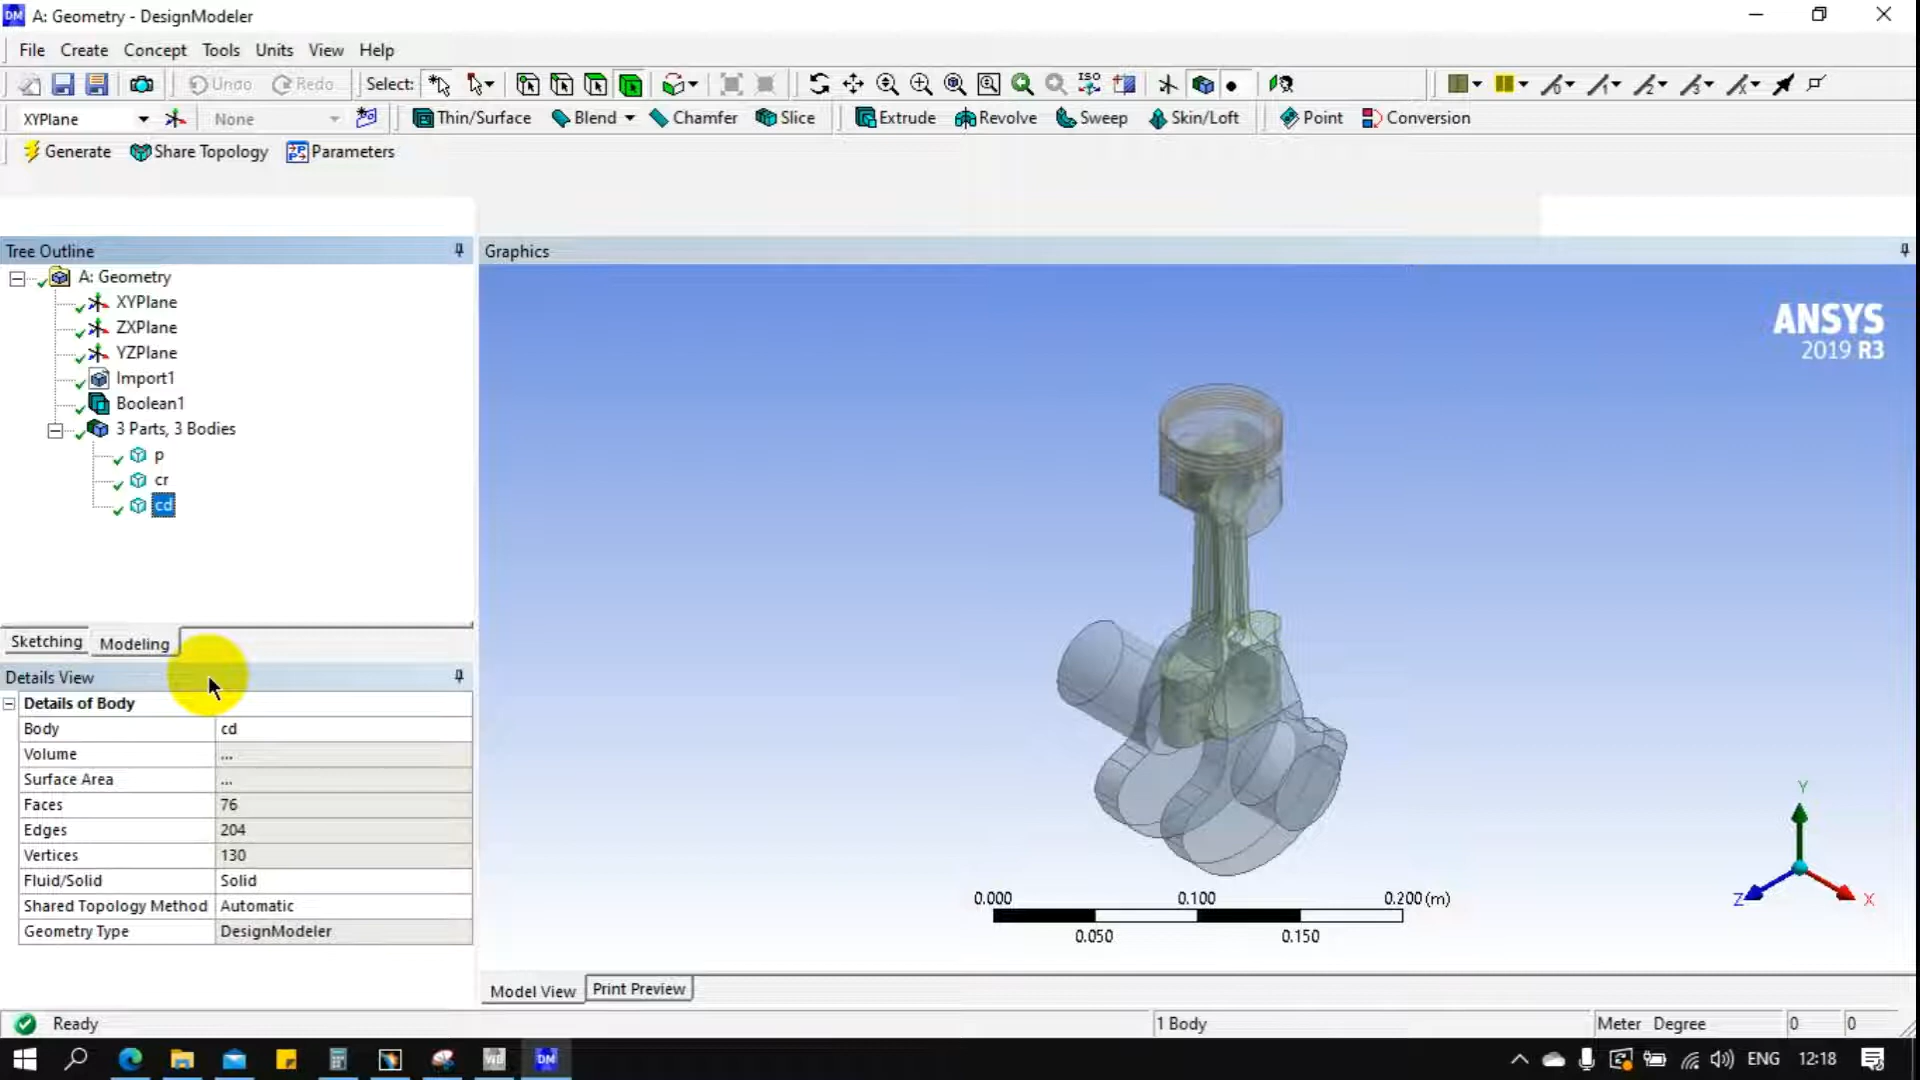 DM A: Geometry - DesignModeler
File Create Concept Tools Units View Help
Undo Redo Select: ISO
XYPlane None Thin/Surface Blend Chamfer Slice Extrude Revolve Sweep Skin/Loft Point Conversion
Generate Share Topology Parameters
Tree Outline
Graphics
A: Geometry
XYPlane
ZXPlane
YZPlane
Import1
Boolean1
3 Parts, 3 Bodies
p
cr
cd
ANSYS
2019 R3
Sketching Modeling
Details View
Details of Body
Body cd
Volume ...
Surface Area ...
Faces 76
Edges 204
Vertices 130
Fluid/Solid Solid
Shared Topology Method Automatic
Geometry Type DesignModeler
Y
Z
X
0.000 0.100 0.200 (m)
0.050 0.150
Model View Print Preview
Ready 1 Body Meter Degree 0 0
WB DM ENG 12:18